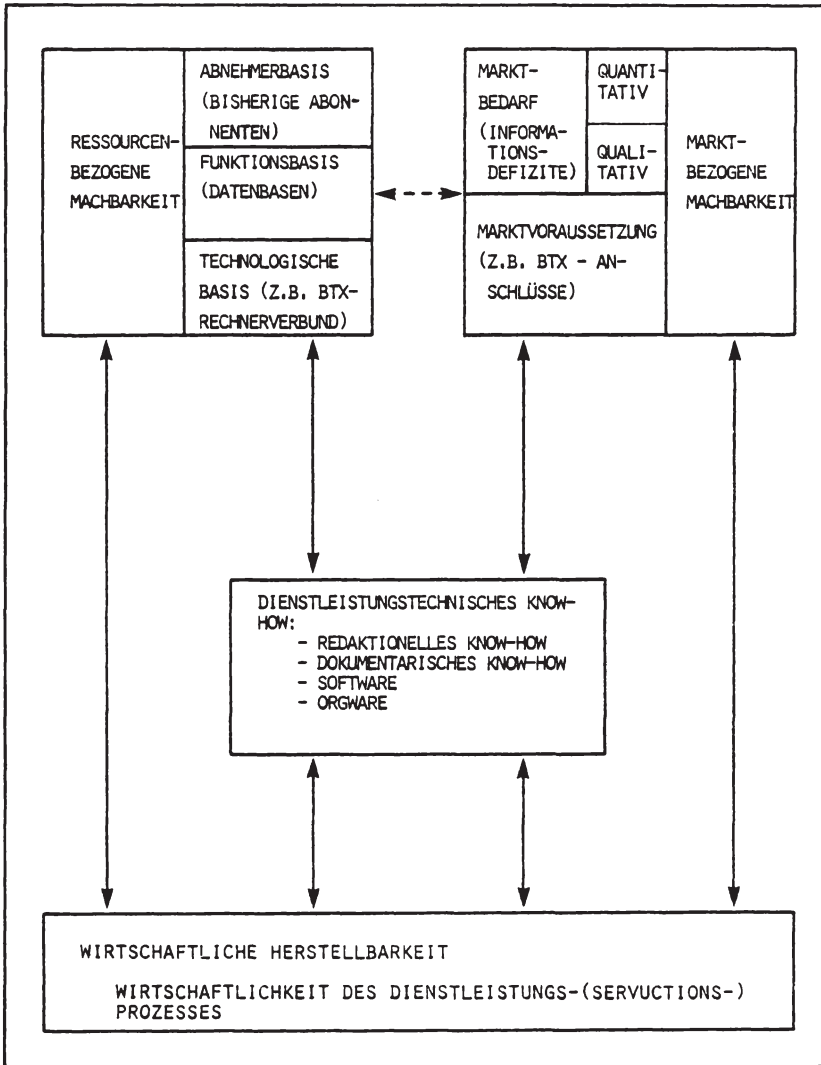 RESSOURCEN-
BEZOGENE
MACHBARKEIT
ABNEHMERBASIS
(BISHERIGE ABON-
NENTEN)
FUNKTIONSBASIS
(DATENBASEN)
TECHNOLOGISCHE
BASIS (Z.B. BTX-
RECHNERVERBUND)
MARKT-
BEDARF
(INFORMA-
TIONS-
DEFIZITE)
QUANTI-
TATIV
QUALI-
TATIV
MARKTVORAUSSETZUNG
(Z.B. BTX - AN-
SCHLÜSSE)
MARKT-
BEZOGENE
MACHBARKEIT
DIENSTLEISTUNGSTECHNISCHES KNOW-
HOW:
- REDAKTIONELLES KNOW-HOW
- DOKUMENTARISCHES KNOW-HOW
- SOFTWARE
- ORGWARE
WIRTSCHAFTLICHE HERSTELLBARKEIT
WIRTSCHAFTLICHKEIT DES DIENSTLEISTUNGS-(SERVUCTIONS-)
PROZESSES